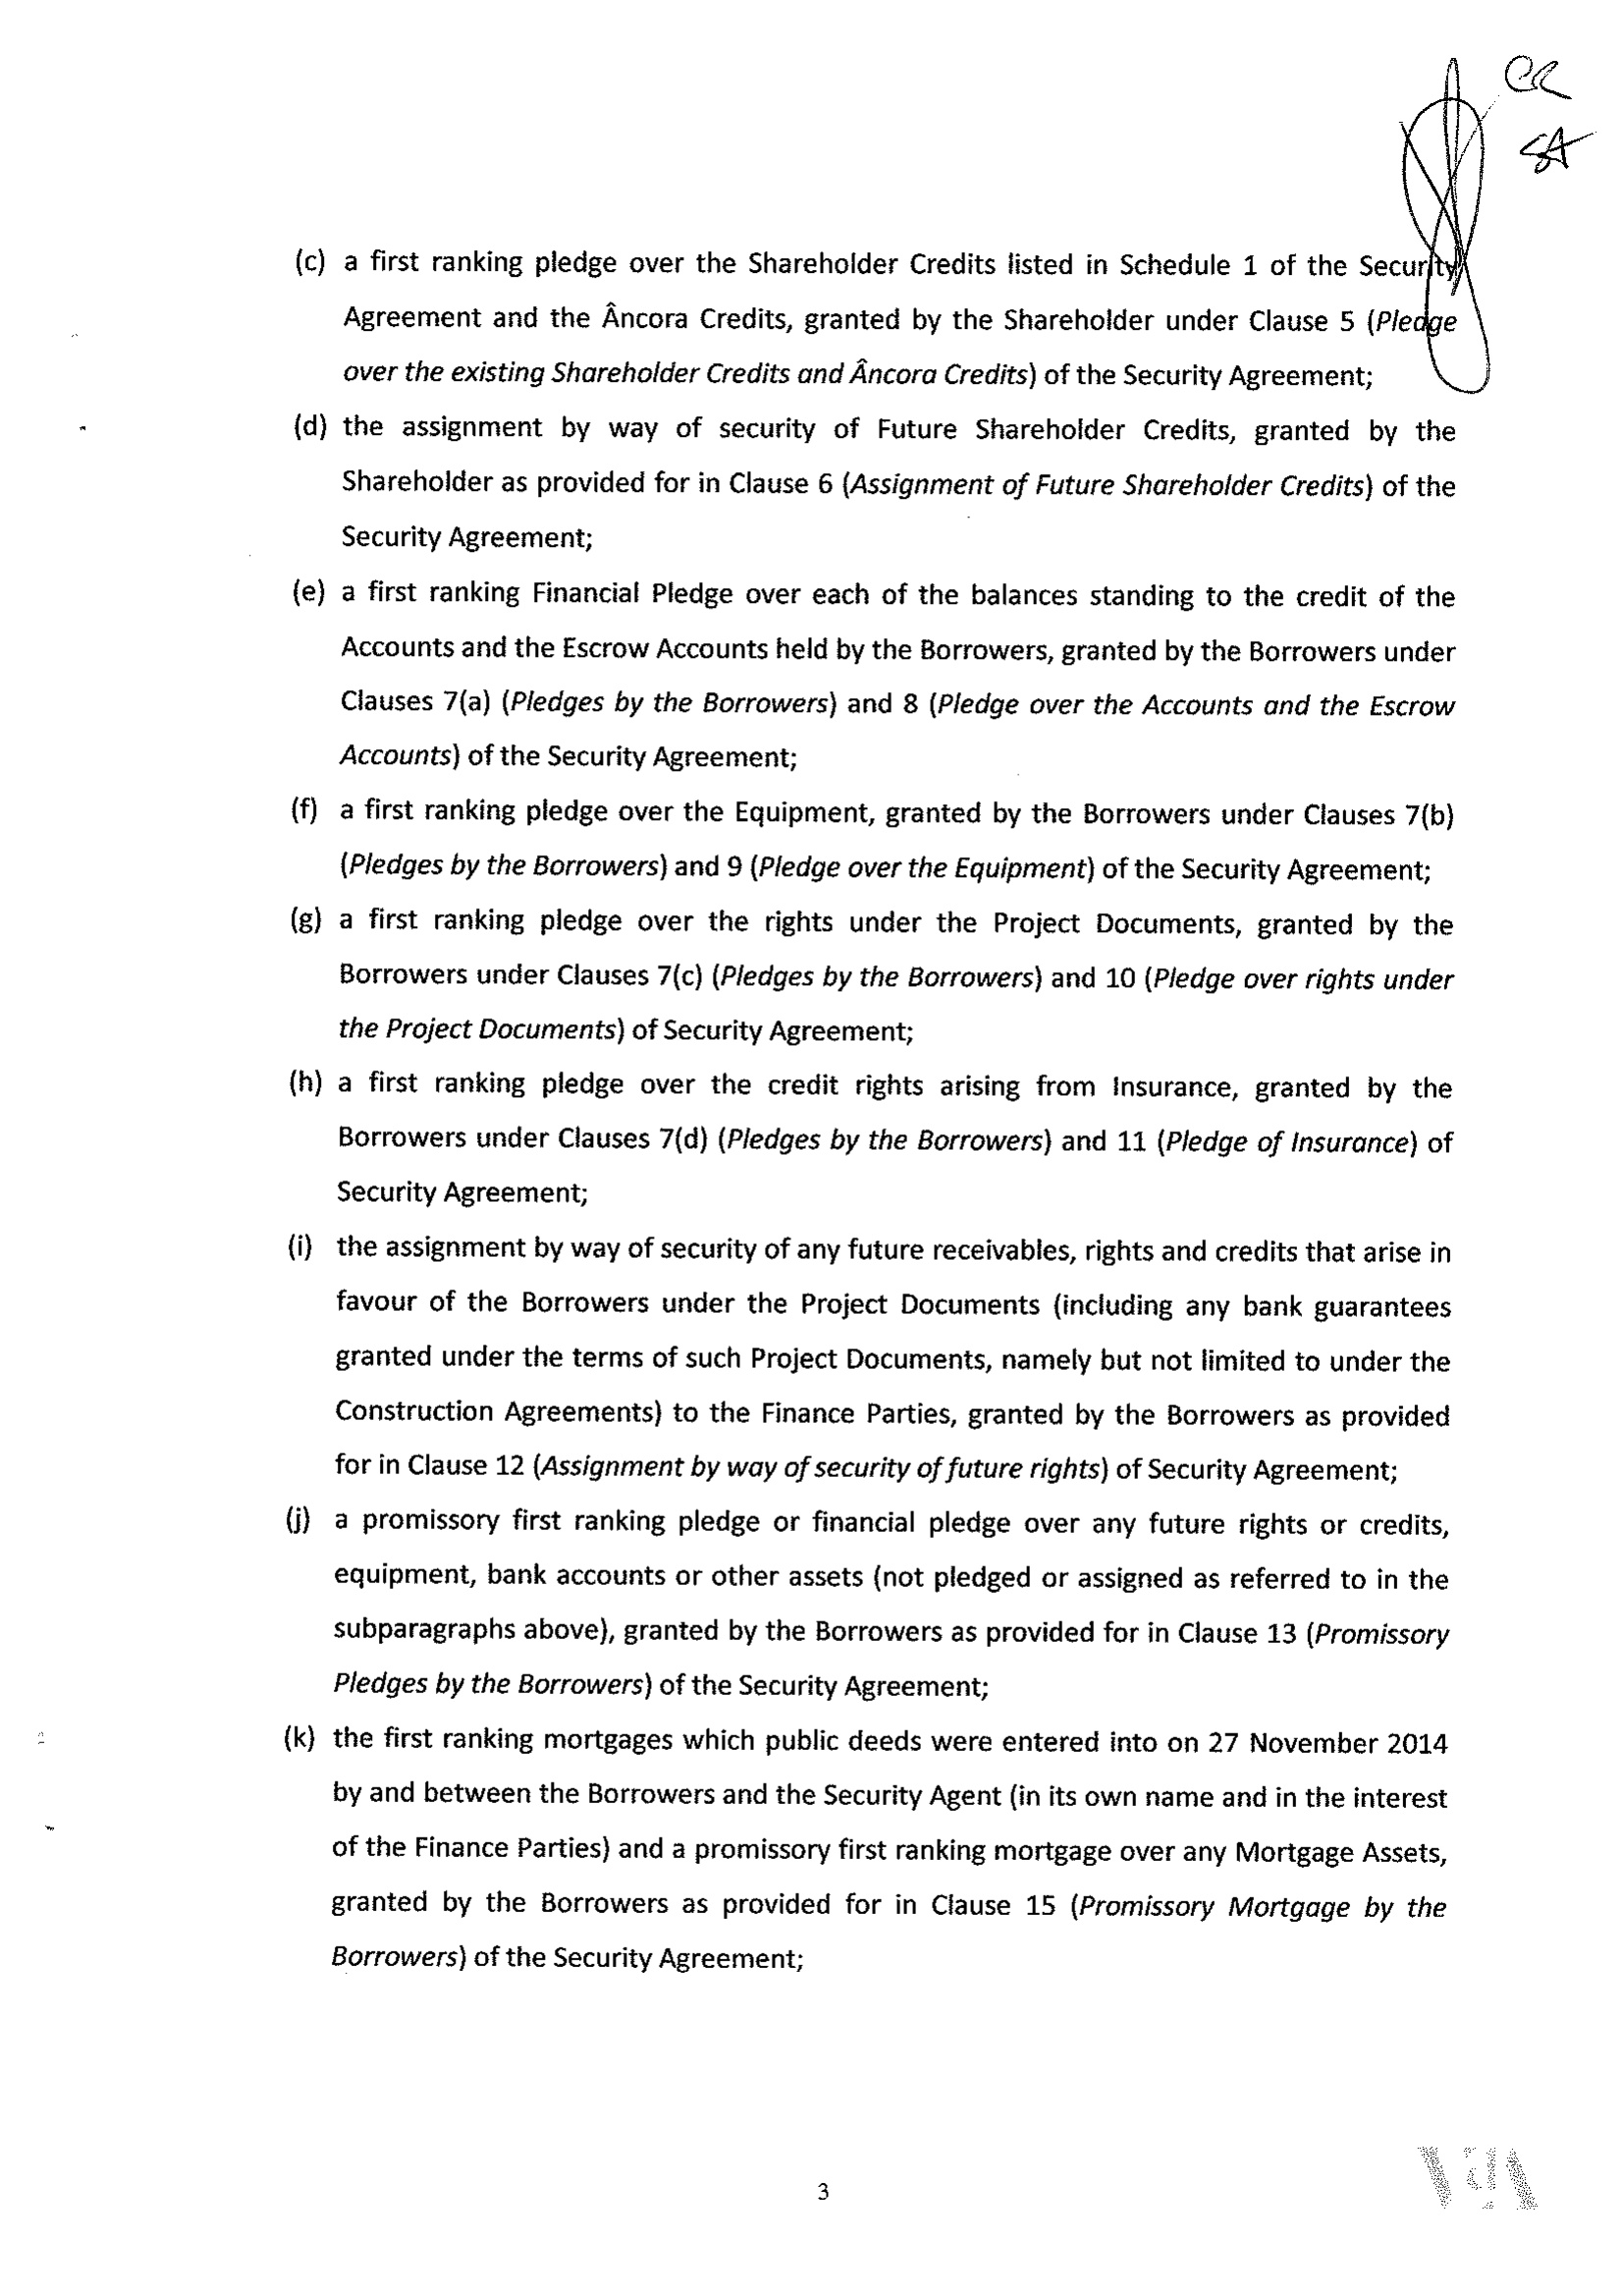 CR
SA
(c) a first ranking pledge over the Shareholder Credits listed in Schedule 1 of the Security
Agreement and the Âncora Credits, granted by the Shareholder under Clause 5 (Pledge
over the existing Shareholder Credits and Âncora Credits) of the Security Agreement;
(d) the assignment by way of security of Future Shareholder Credits, granted by the
Shareholder as provided for in Clause 6 (Assignment of Future Shareholder Credits) of the
Security Agreement;
(e) a first ranking Financial Pledge over each of the balances standing to the credit of the
Accounts and the Escrow Accounts held by the Borrowers, granted by the Borrowers under
Clauses 7(a) (Pledges by the Borrowers) and 8 (Pledge over the Accounts and the Escrow
Accounts) of the Security Agreement;
(f) a first ranking pledge over the Equipment, granted by the Borrowers under Clauses 7(b)
(Pledges by the Borrowers) and 9 (Pledge over the Equipment) of the Security Agreement;
(g) a first ranking pledge over the rights under the Project Documents, granted by the
Borrowers under Clauses 7(c) (Pledges by the Borrowers) and 10 (Pledge over rights under
the Project Documents) of Security Agreement;
(h) a first ranking pledge over the credit rights arising from Insurance, granted by the
Borrowers under Clauses 7(d) (Pledges by the Borrowers) and 11 (Pledge of Insurance) of
Security Agreement;
(i) the assignment by way of security of any future receivables, rights and credits that arise in
favour of the Borrowers under the Project Documents (including any bank guarantees
granted under the terms of such Project Documents, namely but not limited to under the
Construction Agreements) to the Finance Parties, granted by the Borrowers as provided
for in Clause 12 (Assignment by way of security of future rights) of Security Agreement;
(j) a promissory first ranking pledge or financial pledge over any future rights or credits,
equipment, bank accounts or other assets (not pledged or assigned as referred to in the
subparagraphs above), granted by the Borrowers as provided for in Clause 13 (Promissory
Pledges by the Borrowers) of the Security Agreement;
(k) the first ranking mortgages which public deeds were entered into on 27 November 2014
by and between the Borrowers and the Security Agent (in its own name and in the interest
of the Finance Parties) and a promissory first ranking mortgage over any Mortgage Assets,
granted by the Borrowers as provided for in Clause 15 (Promissory Mortgage by the
Borrowers) of the Security Agreement;
3